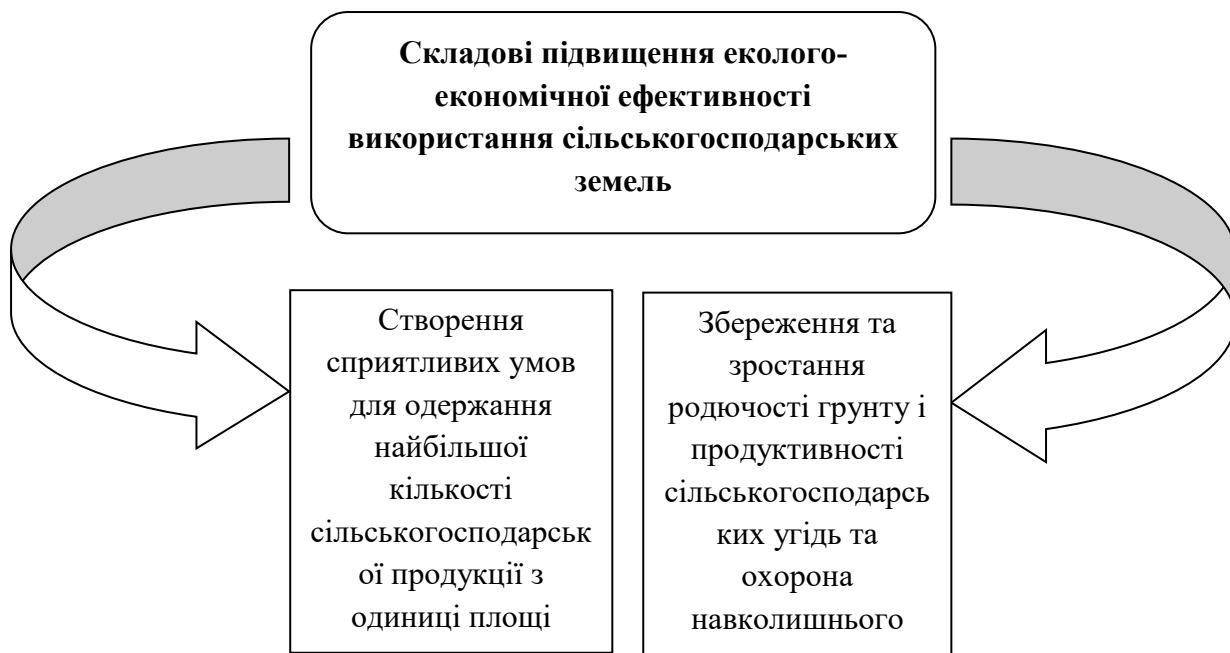 Складові підвищення еколого-
економічної ефективності
використання сільськогосподарських
земель
Створення
сприятливих умов
для одержання
найбільшої
кількості
сільськогосподарськ
ої продукції з
одиниці площі
Збереження та
зростання
родючості грунту і
продуктивності
сільськогосподарсь
ких угідь та
охорона
навколишнього